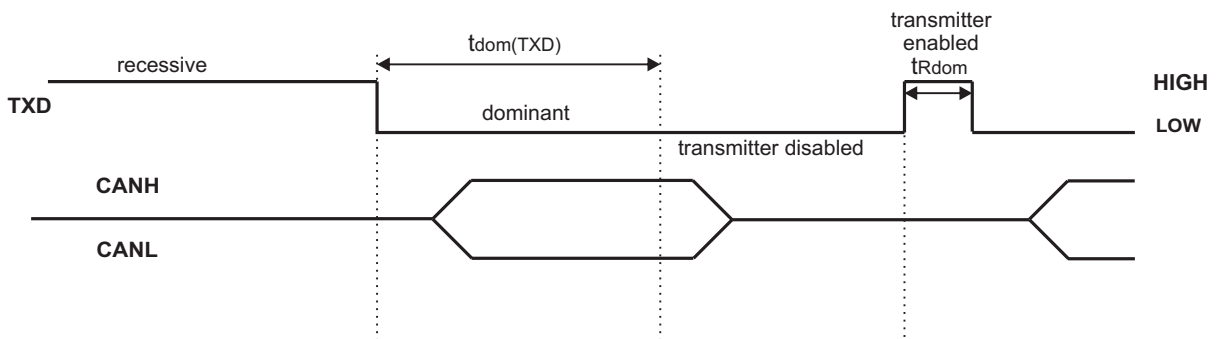 transmitter
enabled
tRdom
tdom(TXD)
recessive
TXD
HIGH
dominant
LOW
transmitter disabled
CANH
CANL